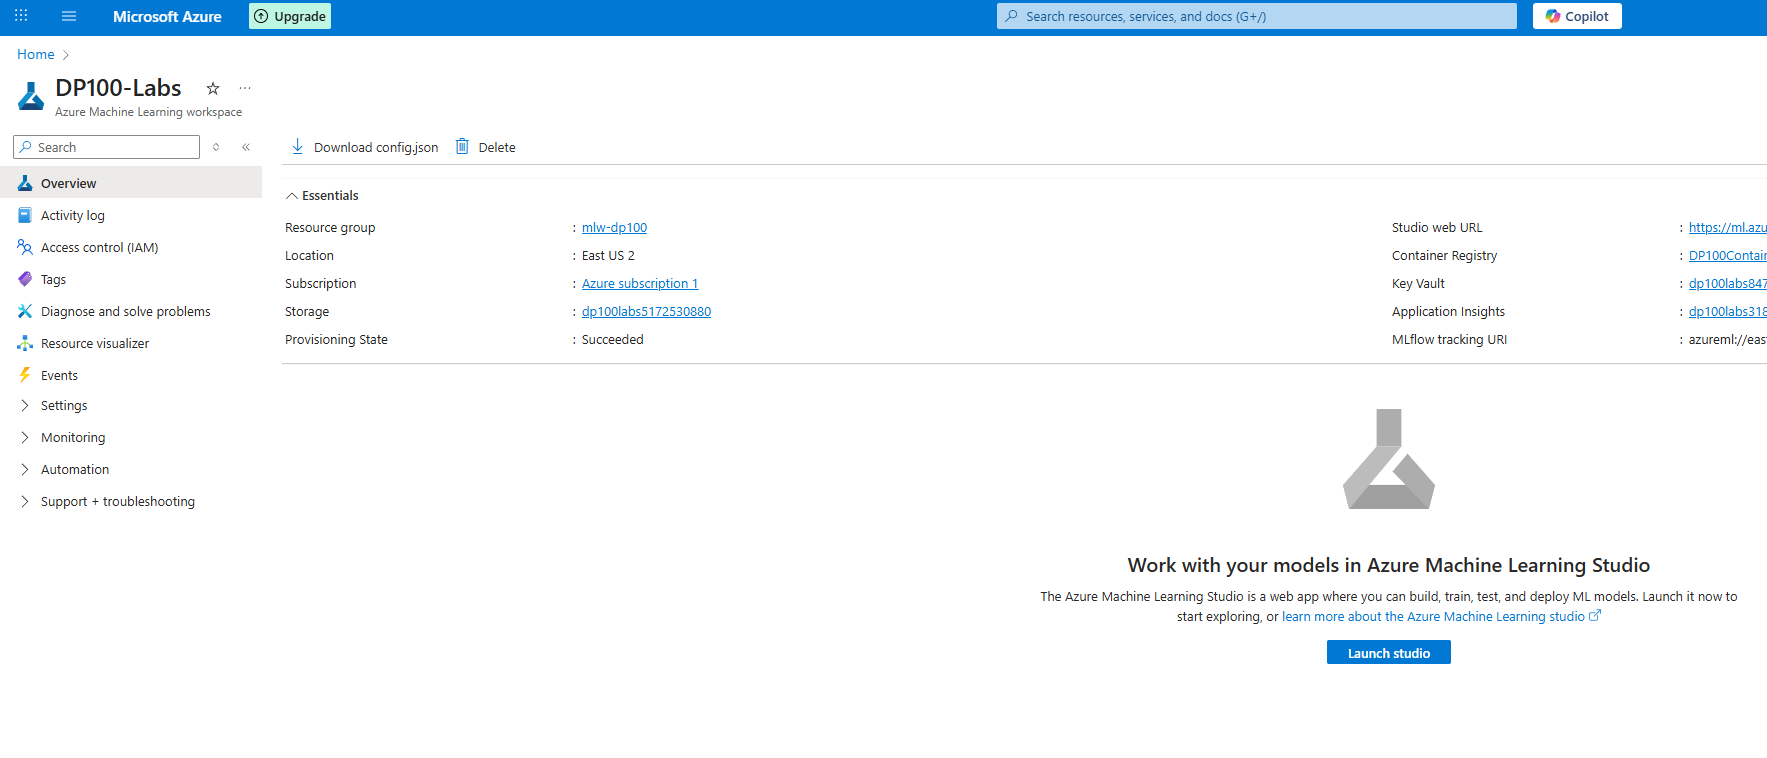 Microsoft Azure Upgrade Search resources, services, and docs (G+/) Copilot
Home
DP100-Labs
Azure Machine Learning workspace
Search
Download config.json Delete
Overview
Activity log
Access control (IAM)
Tags
Diagnose and solve problems
Resource visualizer
Events
Settings
Monitoring
Automation
Support + troubleshooting
Essentials
Resource group : mlw-dp100
Location : East US 2
Subscription : Azure subscription 1
Storage : dp100labs5172530880
Provisioning State : Succeeded
Studio web URL : https://ml.azu
Container Registry : DP100Contain
Key Vault : dp100labs847
Application Insights : dp100labs318
MLflow tracking URI : azureml://eas
Work with your models in Azure Machine Learning Studio
The Azure Machine Learning Studio is a web app where you can build, train, test, and deploy ML models. Launch it now to
start exploring, or learn more about the Azure Machine Learning studio
Launch studio